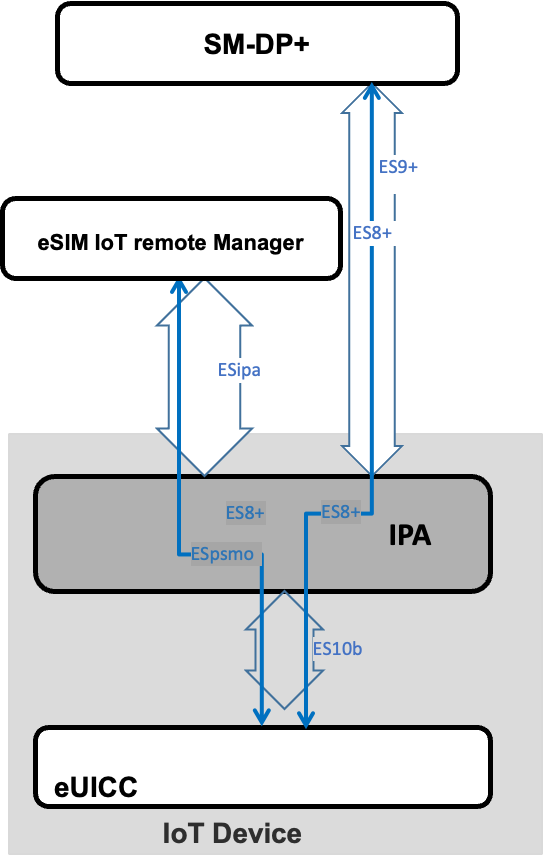 SM-DP+
ES9+
eSIM IoT remote Manager
ES8+
ESipa
ES8+
ES8+
IPA
ESpsmo
ES10b
eUICC
IoT Device